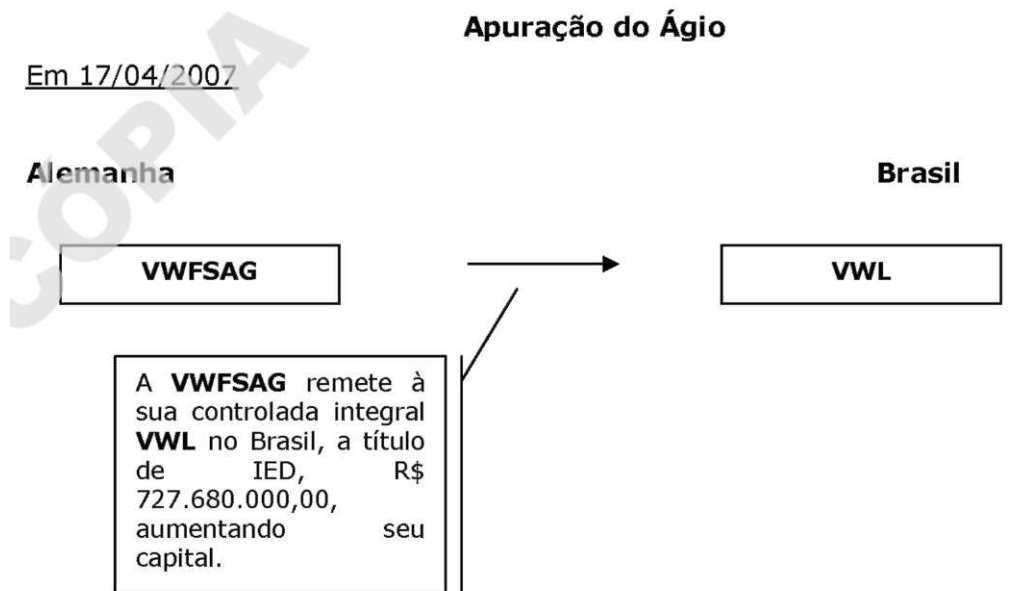 Apuração do Ágio
Em 17/04/2007
Alemanha
Brasil
VWFSAG
VWL
A VWFSAG remete à
sua controlada integral
VWL no Brasil, a título
de IED, R$
727.680.000,00,
aumentando seu
capital.
CÓPIA